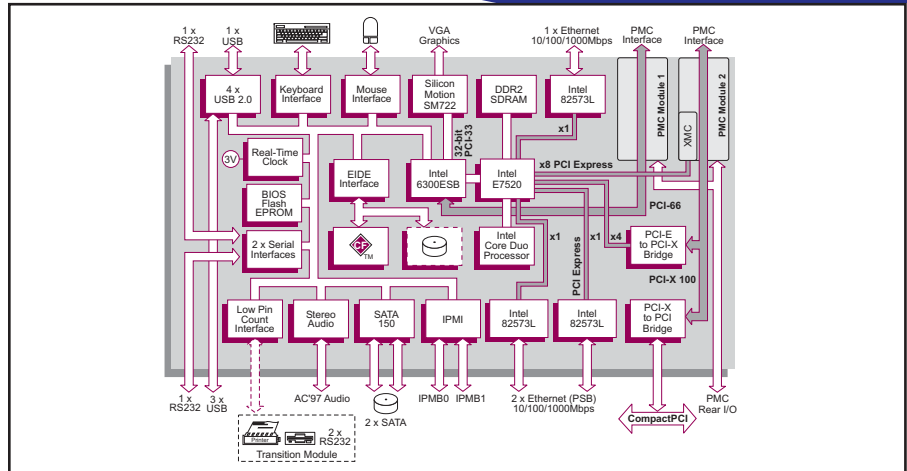 1 x
RS232
1 x
USB
VGA
Graphics
1 x Ethernet
10/100/1000Mbps
PMC
Interface
PMC
Interface
4 x
USB 2.0
Keyboard
Interface
Mouse
Interface
Silicon
Motion
SM722
DDR2
SDRAM
Intel
82573L
PMC Module 1
PMC Module 2
XMC
x1
32-bit
PCI-33
x8 PCI Express
3V
Real-Time
Clock
EIDE
Interface
Intel
6300ESB
Intel
E7520
BIOS
Flash
EPROM
PCI-66
CF
TM
Intel
Core Duo
Processor
x1
PCI Express
x1
x4
PCI-E
to PCI-X
Bridge
2 x Serial
Interfaces
PCI-X 100
Low Pin
Count
Interface
Stereo
Audio
SATA
150
IPMI
Intel
82573L
Intel
82573L
PCI-X
to PCI
Bridge
1 x
RS232
3 x
USB
AC'97 Audio
2 x SATA
IPMB0
IPMB1
2 x Ethernet (PSB)
10/100/1000Mbps
PMC
Rear I/O
CompactPCI
Printer
2 x
RS232
Transition Module